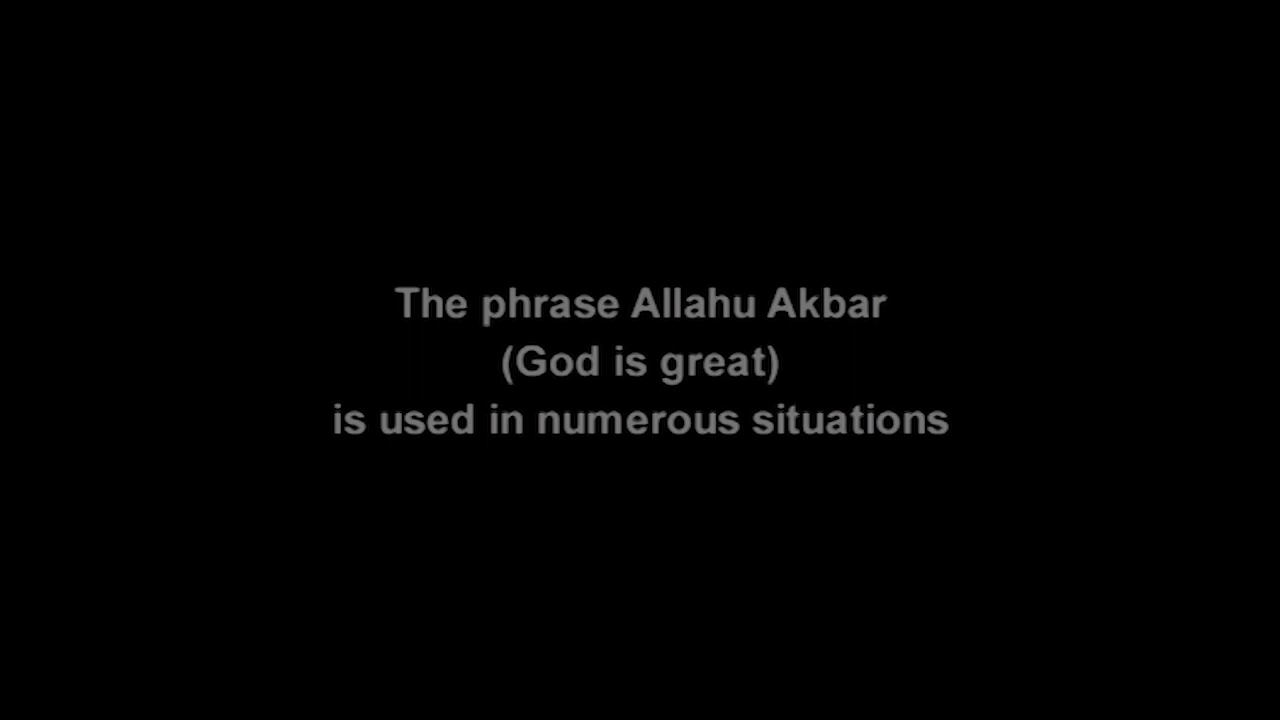 The phrase Allahu Akbar
(God is great)
is used in numerous situations